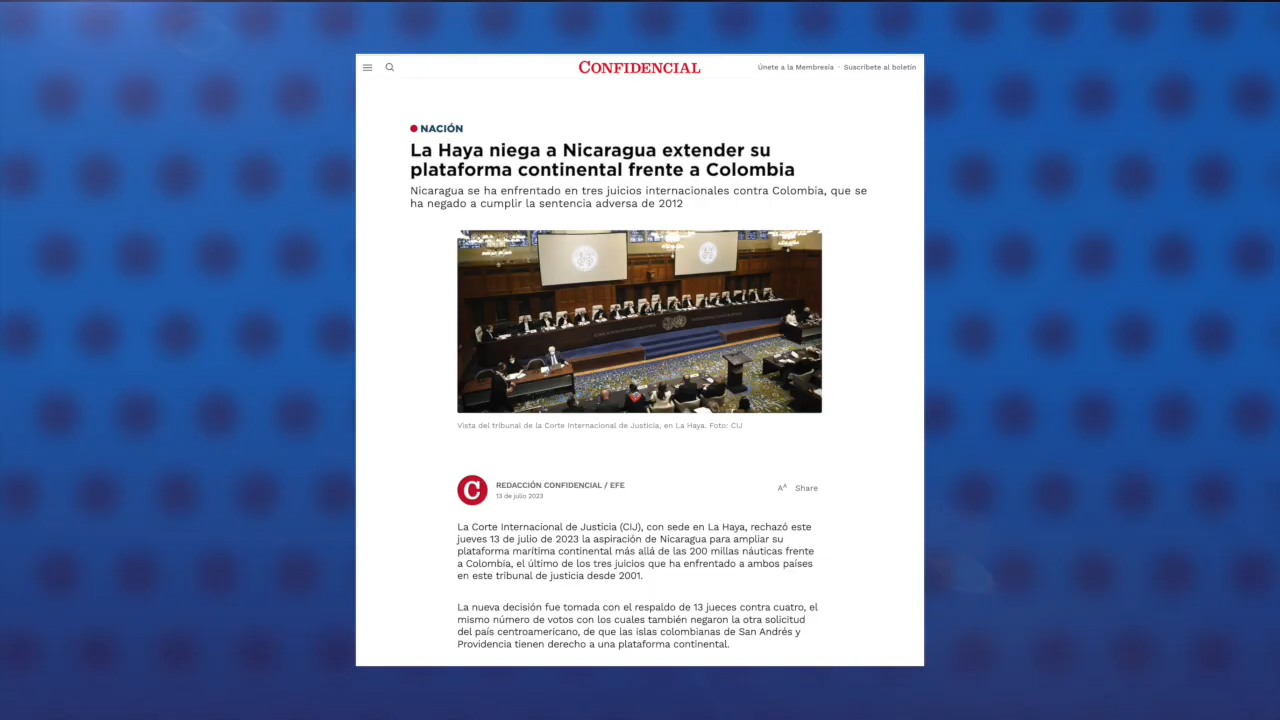 CONFIDENCIAL
Únete a la Membresía · Suscríbete al boletín
NACIÓN
La Haya niega a Nicaragua extender su
plataforma continental frente a Colombia
Nicaragua se ha enfrentado en tres juicios internacionales contra Colombia, que se
ha negado a cumplir la sentencia adversa de 2012
Vista del tribunal de la Corte Internacional de Justicia, en La Haya. Foto: CIJ
C
REDACCIÓN CONFIDENCIAL / EFE
13 de julio 2023
AA Share
La Corte Internacional de Justicia (CIJ), con sede en La Haya, rechazó este
jueves 13 de julio de 2023 la aspiración de Nicaragua para ampliar su
plataforma marítima continental más allá de las 200 millas náuticas frente
a Colombia, el último de los tres juicios que ha enfrentado a ambos países
en este tribunal de justicia desde 2001.
La nueva decisión fue tomada con el respaldo de 13 jueces contra cuatro, el
mismo número de votos con los cuales también negaron la otra solicitud
del país centroamericano, de que las islas colombianas de San Andrés y
Providencia tienen derecho a una plataforma continental.